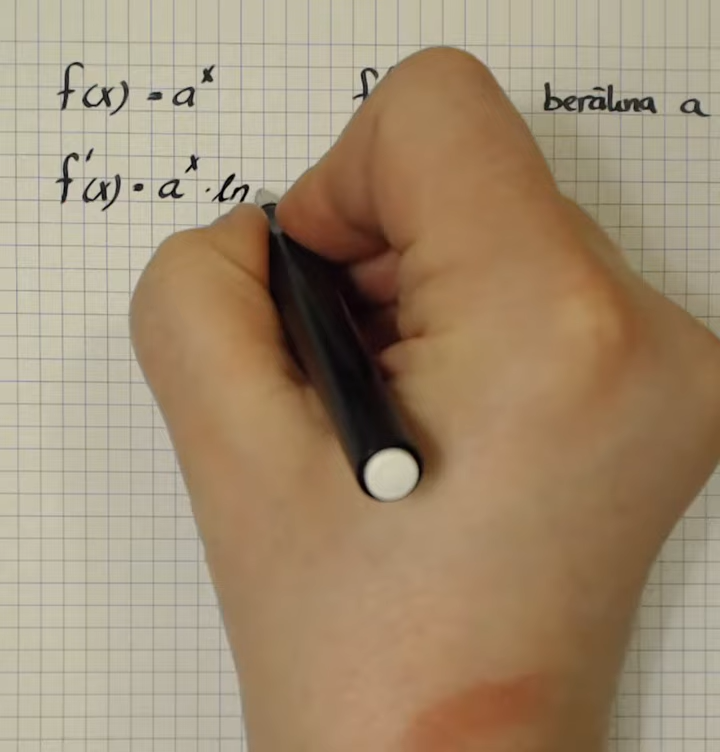 f(x) = a^x f' beräkna a
f'(x) = a^x · ln